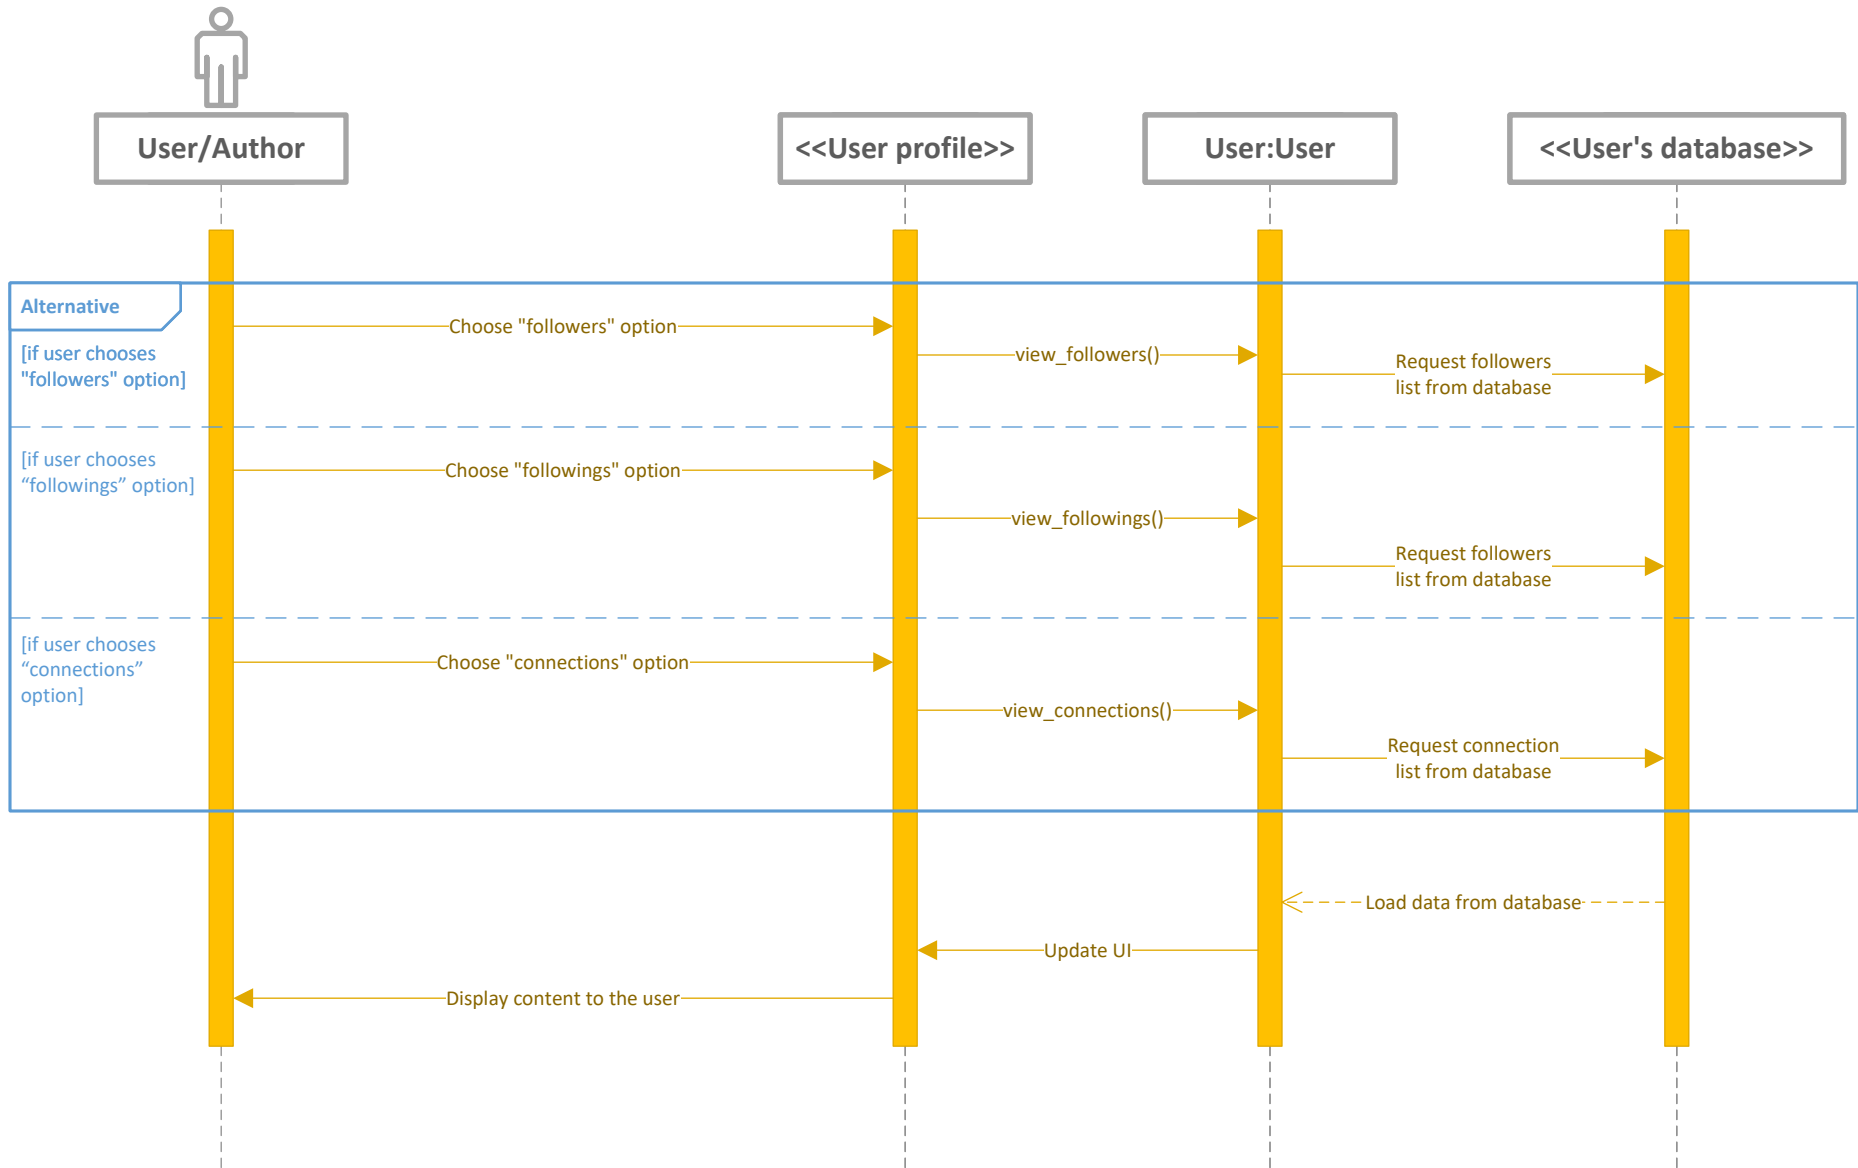 User/Author
<<User profile>>
User:User
<<User's database>>
Alternative
[if user chooses
"followers" option]
Choose "followers" option
view_followers()
Request followers
list from database
[if user chooses
“followings” option]
Choose "followings" option
view_followings()
Request followers
list from database
[if user chooses
“connections”
option]
Choose "connections" option
view_connections()
Request connection
list from database
Load data from database
Update UI
Display content to the user